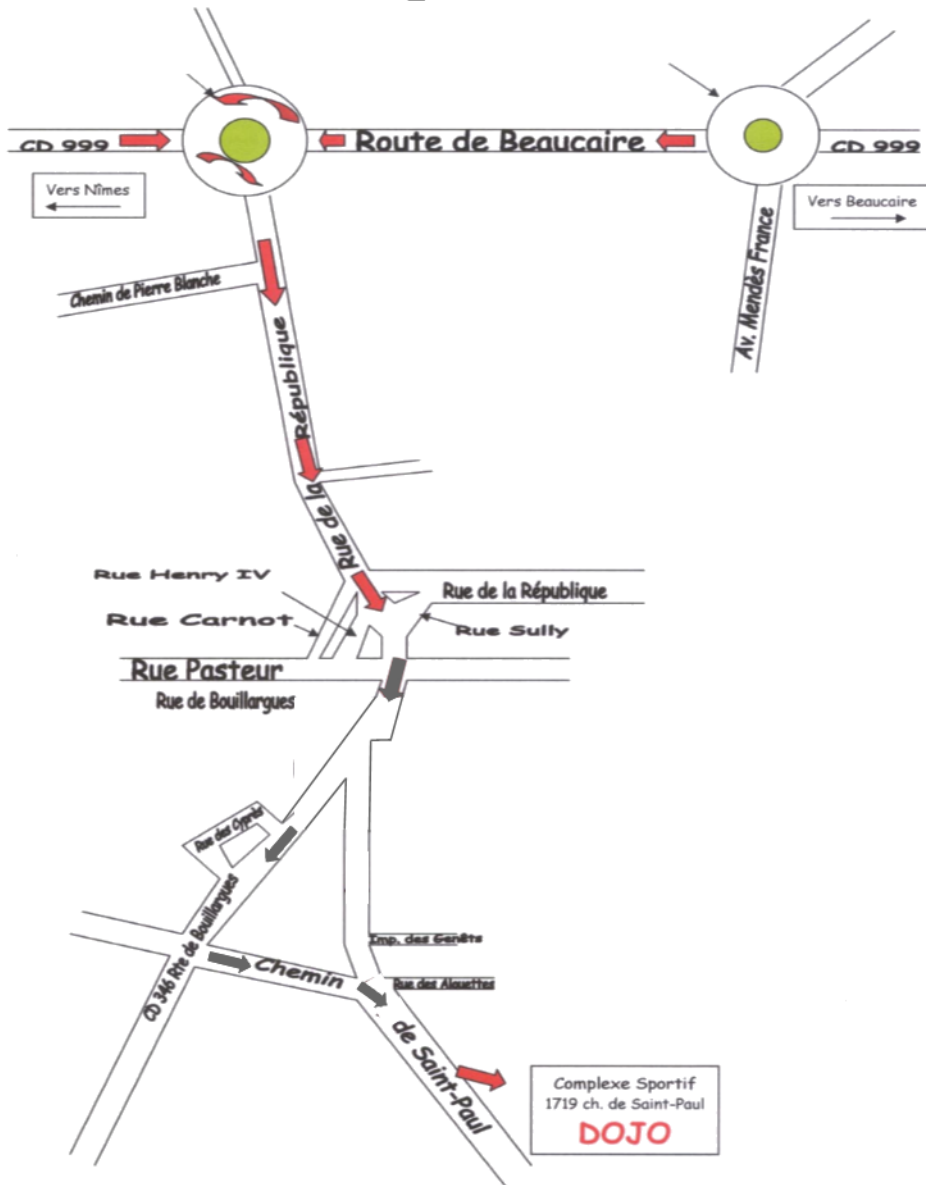 CD 999
Route de Beaucaire
CD 999
Vers Nîmes
Vers Beaucaire
Av. Mendès France
Chemin de Pierre Blanche
Rue de la République
Rue Henry IV
Rue de la République
Rue Carnot
Rue Sully
Rue Pasteur
Rue de Bouillargues
Rue des Cyprès
CD 346 Rte de Bouillargues
Imp. des Genêts
Chemin de Saint-Paul
Rue des Alouettes
Complexe Sportif
1719 ch. de Saint-Paul
DOJO